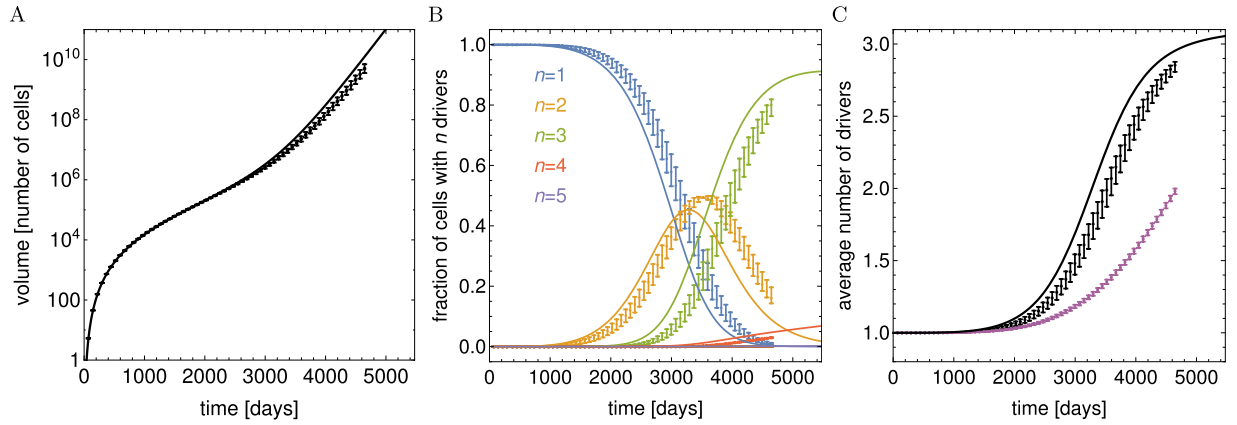 A
volume [number of cells]
10^10
10^8
10^6
10^4
100
1
0
1000
2000
3000
4000
5000
time [days]
B
fraction of cells with n drivers
1.0
0.8
0.6
0.4
0.2
0.0
n=1
n=2
n=3
n=4
n=5
0
1000
2000
3000
4000
5000
time [days]
C
average number of drivers
3.0
2.5
2.0
1.5
1.0
0
1000
2000
3000
4000
5000
time [days]